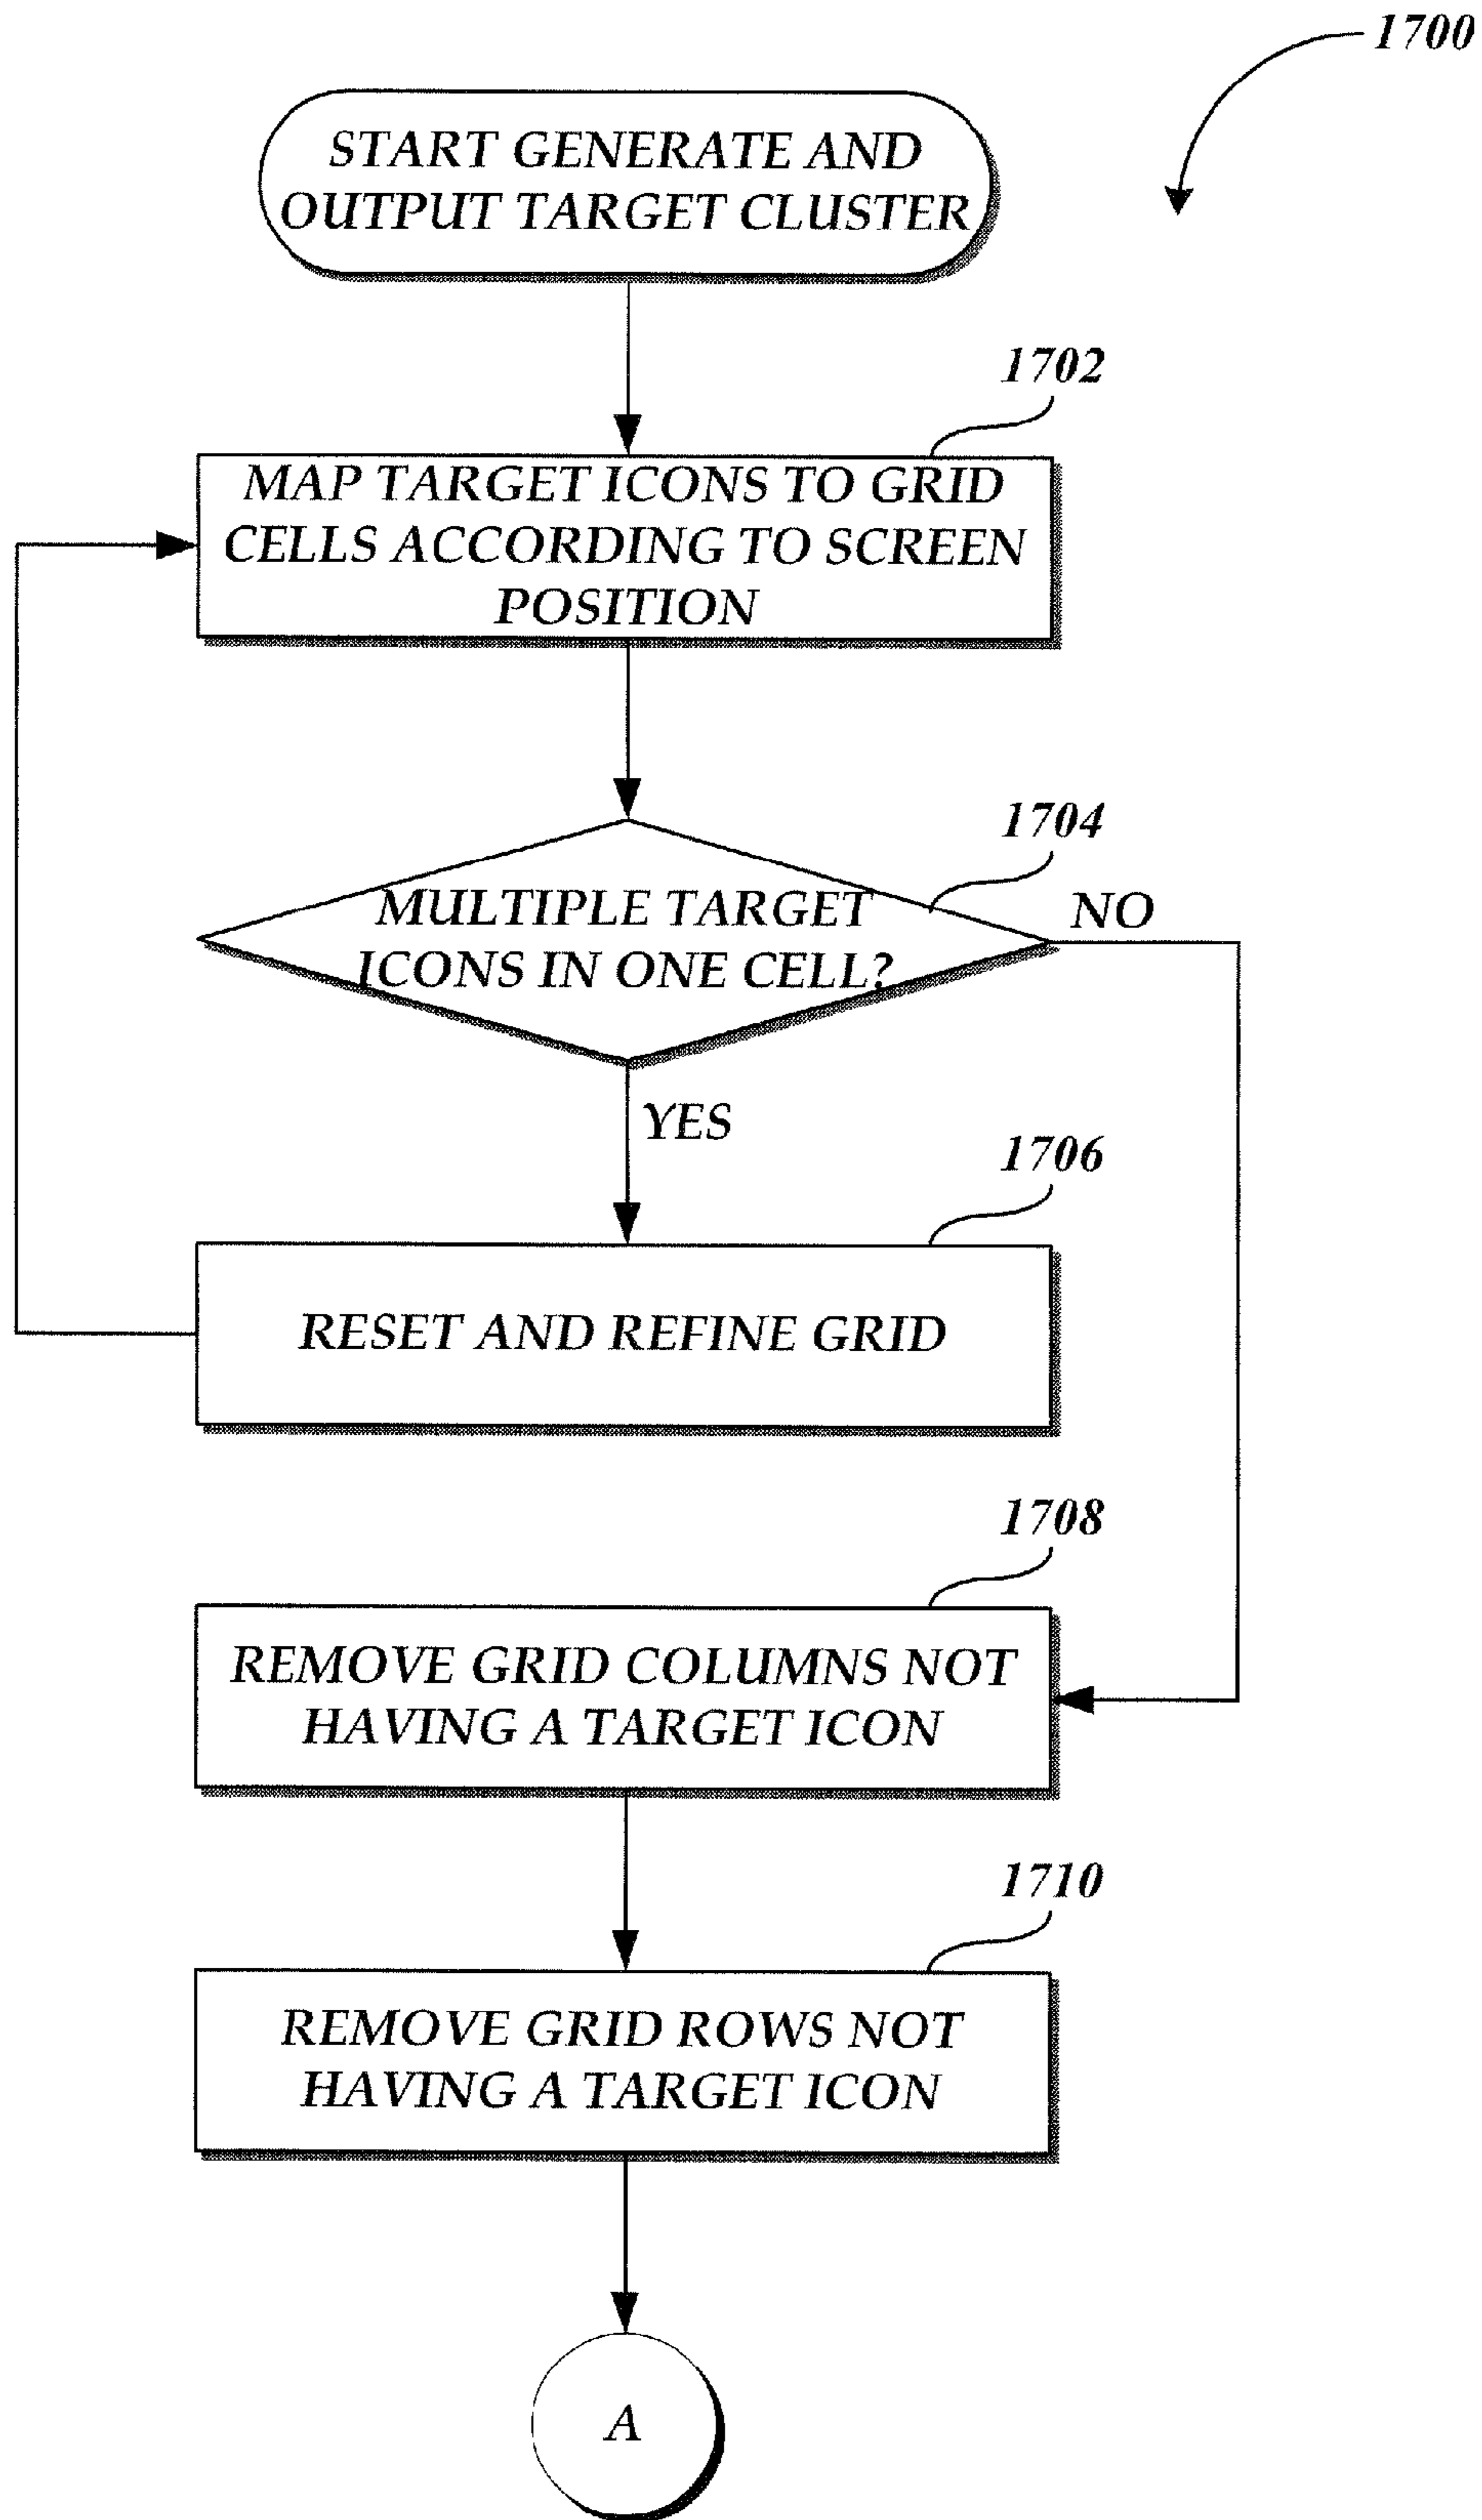 1700
START GENERATE AND
OUTPUT TARGET CLUSTER
1702
MAP TARGET ICONS TO GRID
CELLS ACCORDING TO SCREEN
POSITION
1704
MULTIPLE TARGET
ICONS IN ONE CELL?
NO
YES
1706
RESET AND REFINE GRID
1708
REMOVE GRID COLUMNS NOT
HAVING A TARGET ICON
1710
REMOVE GRID ROWS NOT
HAVING A TARGET ICON
A